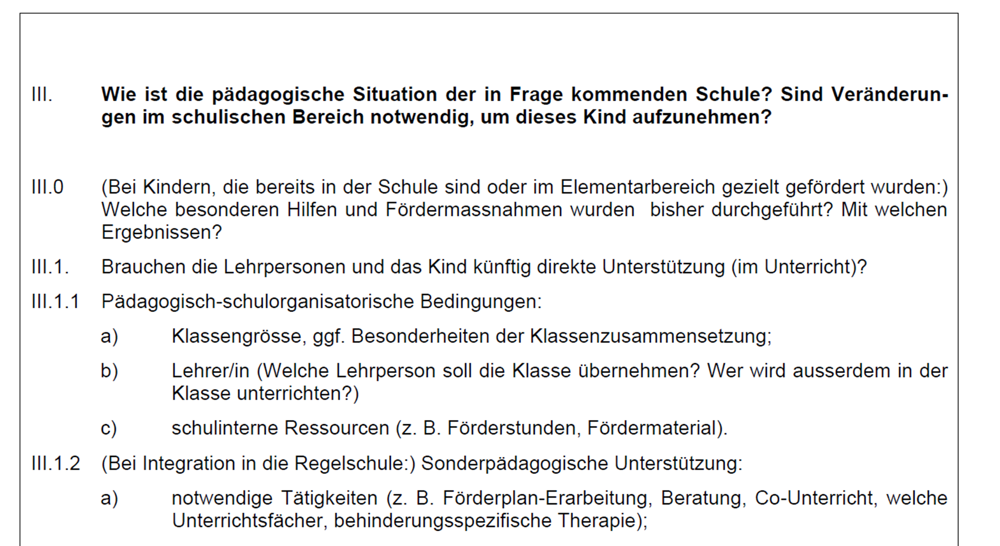 III. Wie ist die pädagogische Situation der in Frage kommenden Schule? Sind Veränderun-
gen im schulischen Bereich notwendig, um dieses Kind aufzunehmen?
III.0 (Bei Kindern, die bereits in der Schule sind oder im Elementarbereich gezielt gefördert wurden:)
Welche besonderen Hilfen und Fördermassnahmen wurden  bisher durchgeführt? Mit welchen
Ergebnissen?
III.1. Brauchen die Lehrpersonen und das Kind künftig direkte Unterstützung (im Unterricht)?
III.1.1 Pädagogisch-schulorganisatorische Bedingungen:
a) Klassengrösse, ggf. Besonderheiten der Klassenzusammensetzung;
b) Lehrer/in (Welche Lehrperson soll die Klasse übernehmen? Wer wird ausserdem in der
Klasse unterrichten?)
c) schulinterne Ressourcen (z. B. Förderstunden, Fördermaterial).
III.1.2 (Bei Integration in die Regelschule:) Sonderpädagogische Unterstützung:
a) notwendige Tätigkeiten (z. B. Förderplan-Erarbeitung, Beratung, Co-Unterricht, welche
Unterrichtsfächer, behinderungsspezifische Therapie);